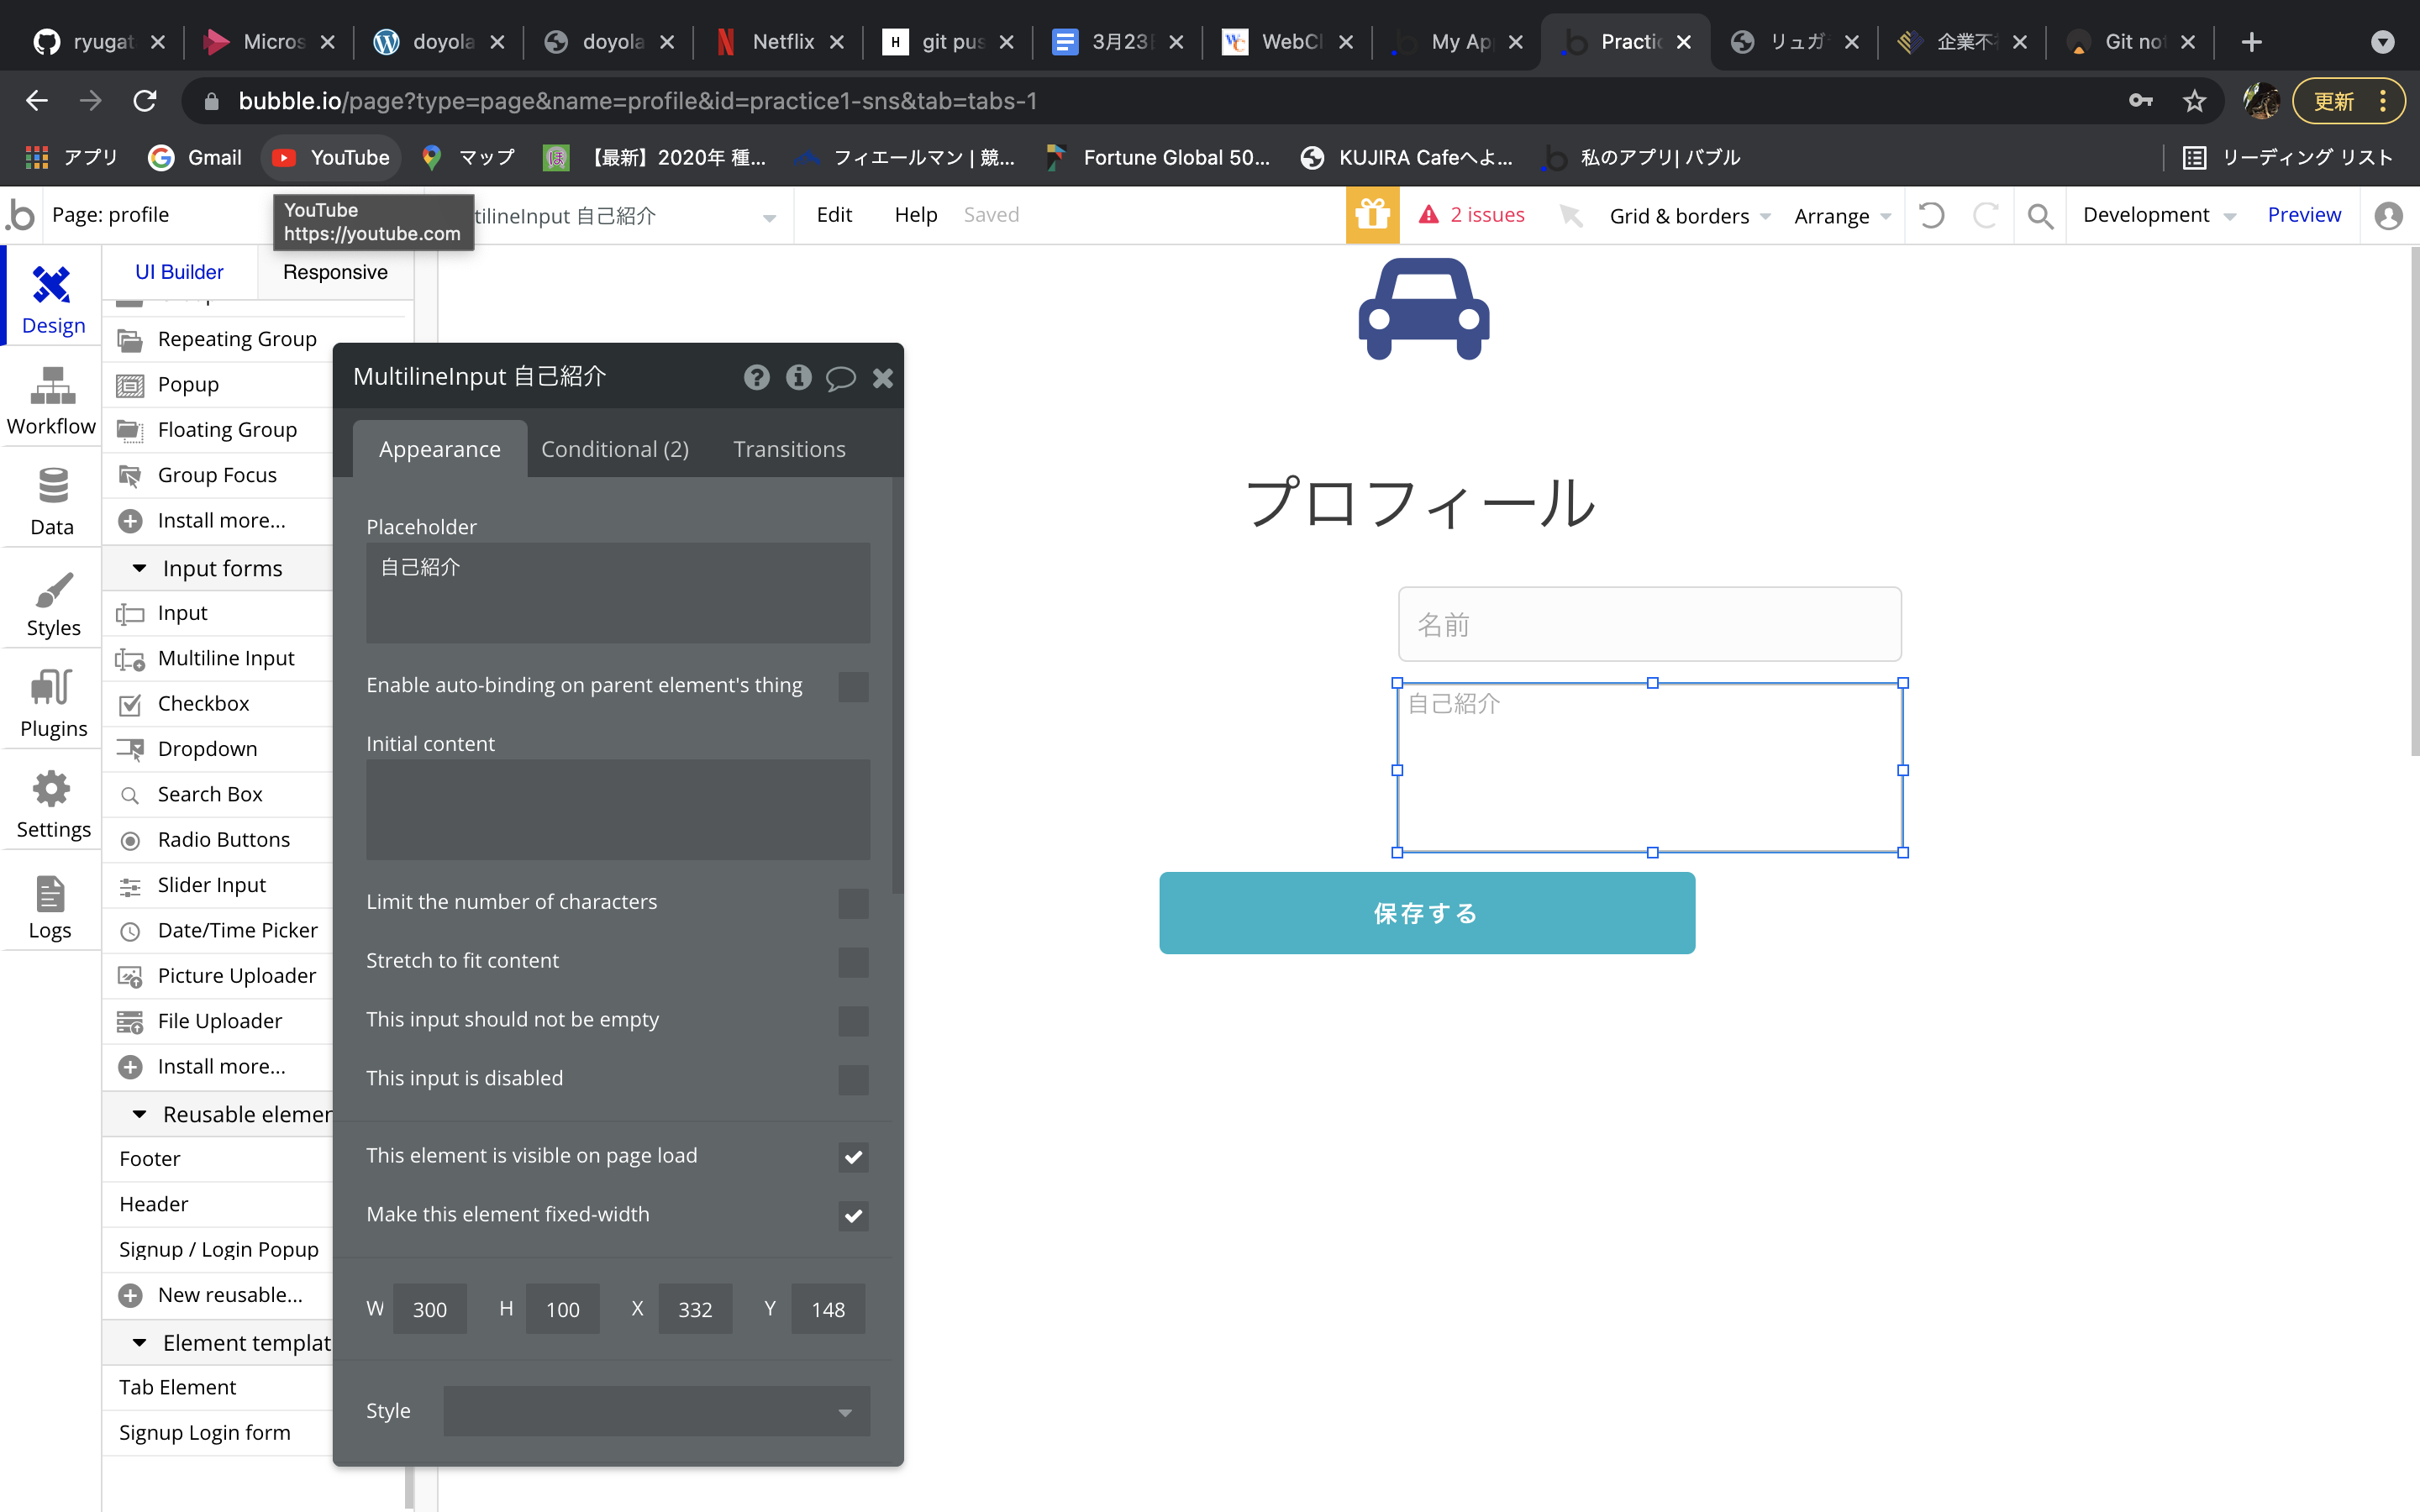 ryugat
Micros
doyola
doyola
Netflix
H git pus
3月23
WebCl
My Ap
Practic
リュガ
企業不
Git not
bubble.io/page?type=page&name=profile&id=practice1-sns&tab=tabs-1
更新
アプリ
Gmail
YouTube
マップ
【最新】2020年 種...
フィエールマン | 競...
Fortune Global 50...
KUJIRA Cafeへよ...
私のアプリ| バブル
リーディング リスト
YouTube
https://youtube.com
Page: profile
tilineInput 自己紹介
Edit
Help
Saved
2 issues
Grid & borders
Arrange
Development
Preview
Design
Workflow
Data
Styles
Plugins
Settings
Logs
UI Builder
Responsive
Repeating Group
Popup
Floating Group
Group Focus
Install more...
Input forms
Input
Multiline Input
Checkbox
Dropdown
Search Box
Radio Buttons
Slider Input
Date/Time Picker
Picture Uploader
File Uploader
Install more...
Reusable elemer
Footer
Header
Signup / Login Popup
New reusable...
Element templat
Tab Element
Signup Login form
MultilineInput 自己紹介
Appearance
Conditional (2)
Transitions
Placeholder
自己紹介
Enable auto-binding on parent element's thing
Initial content
Limit the number of characters
Stretch to fit content
This input should not be empty
This input is disabled
This element is visible on page load
Make this element fixed-width
W 300 H 100 X 332 Y 148
Style
プロフィール
名前
自己紹介
保存する